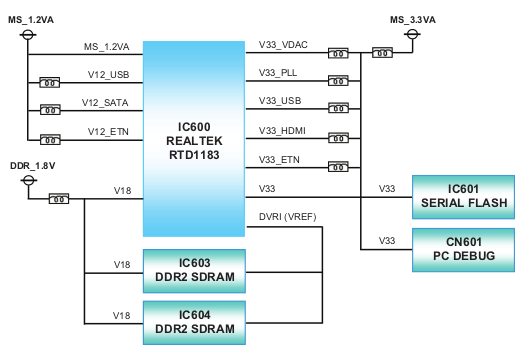 MS_1.2VA
MS_3.3VA
MS_1.2VA
V33_VDAC
V12_USB
V33_PLL
V12_SATA
V33_USB
V12_ETN
IC600
REALTEK
RTD1183
V33_HDMI
V33_ETN
DDR_1.8V
V18
V33
V33
IC601
SERIAL FLASH
DVRI (VREF)
V33
CN601
PC DEBUG
V18
IC603
DDR2 SDRAM
V18
IC604
DDR2 SDRAM